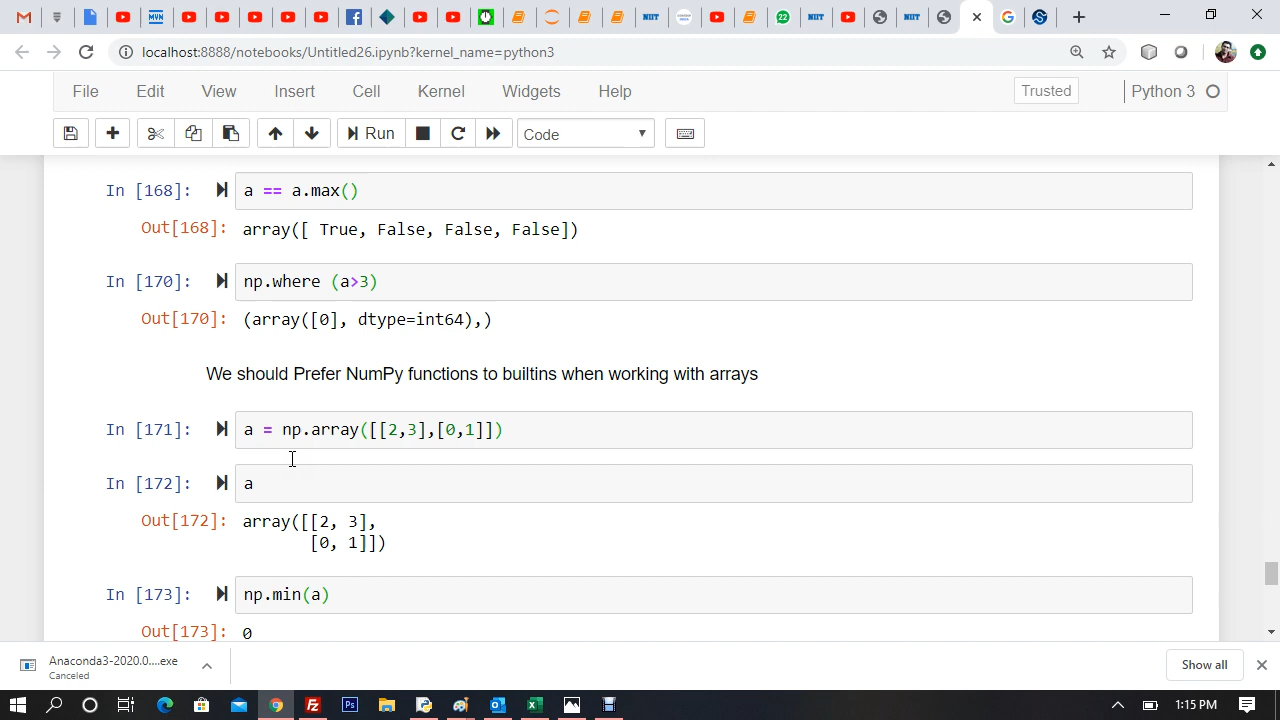 localhost:8888/notebooks/Untitled26.ipynb?kernel_name=python3
File Edit View Insert Cell Kernel Widgets Help Trusted Python 3
Run Code
In [168]: a == a.max()
Out[168]: array([ True, False, False, False])
In [170]: np.where (a>3)
Out[170]: (array([0], dtype=int64),)
We should Prefer NumPy functions to builtins when working with arrays
In [171]: a = np.array([[2,3],[0,1]])
In [172]: a
Out[172]: array([[2, 3],
[0, 1]])
In [173]: np.min(a)
Out[173]: 0
Anaconda3-2020.0....exe
Canceled
Show all
1:15 PM